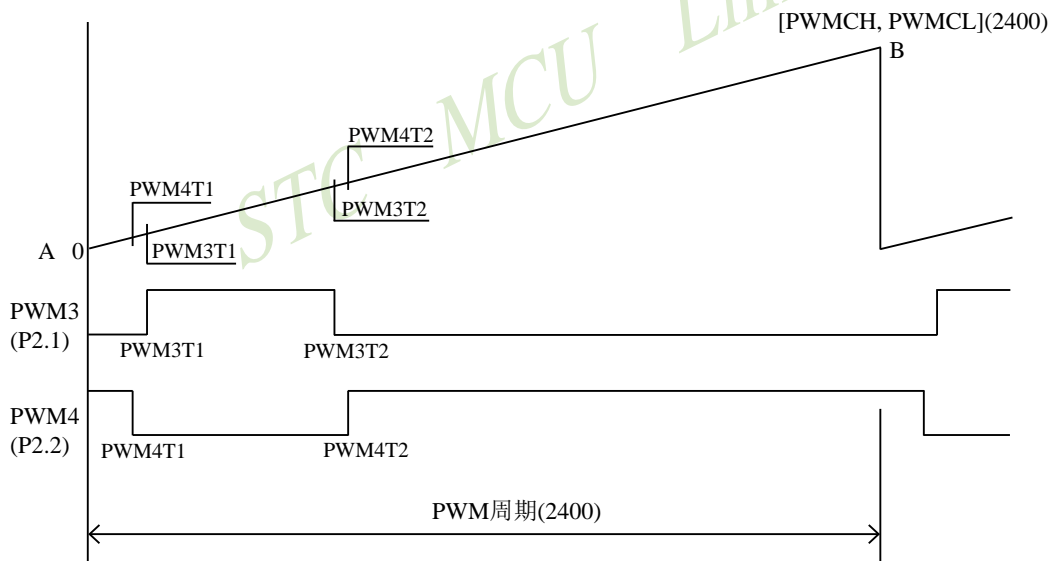 STC MCU Lim
[PWMCH, PWMCL](2400)
B
PWM4T2
PWM4T1
PWM3T2
PWM3T1
A 0
PWM3
(P2.1)
PWM3T1
PWM3T2
PWM4
(P2.2)
PWM4T1
PWM4T2
PWM周期(2400)